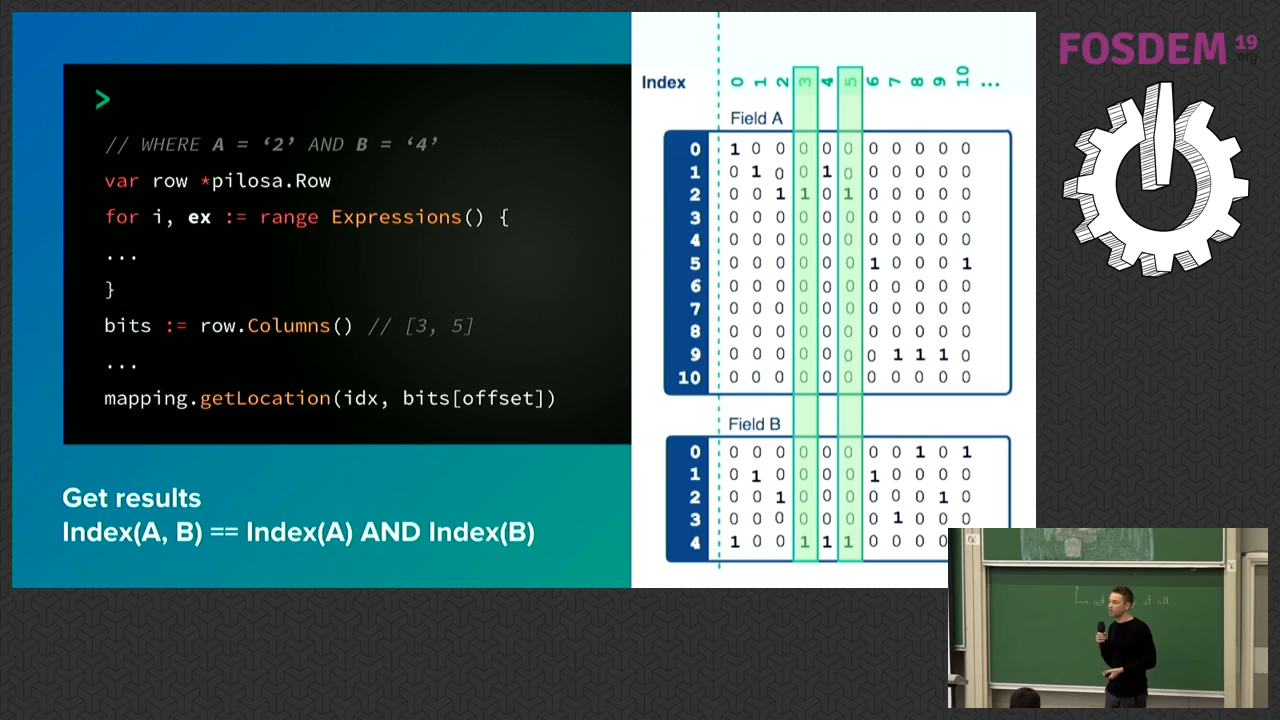 >
// WHERE A = ‘2’ AND B = ‘4’
var row *pilosa.Row
for i, ex := range Expressions() {
...
}
bits := row.Columns() // [3, 5]
...
mapping.getLocation(idx, bits[offset])
Get results
Index(A, B) == Index(A) AND Index(B)
Index 0 1 2 3 4 5 6 7 8 9 10 ...
Field A
0 1 0 0 0 0 0 0 0 0 0 0
1 0 1 0 0 1 0 0 0 0 0 0
2 0 0 1 1 0 1 0 0 0 0 0
3 0 0 0 0 0 0 0 0 0 0 0
4 0 0 0 0 0 0 0 0 0 0 0
5 0 0 0 0 0 0 1 0 0 0 1
6 0 0 0 0 0 0 0 0 0 0 0
7 0 0 0 0 0 0 0 0 0 0 0
8 0 0 0 0 0 0 0 0 0 0 0
9 0 0 0 0 0 0 0 1 1 1 0
10 0 0 0 0 0 0 0 0 0 0 0
Field B
0 0 0 0 0 0 0 0 0 1 0 1
1 0 1 0 0 0 0 1 0 0 0 0
2 0 0 1 0 0 0 0 0 0 1 0
3 0 0 0 0 0 0 0 1 0 0 0
4 1 0 0 1 1 1 0 0 0 0
FOSDEM 19
.org
at all